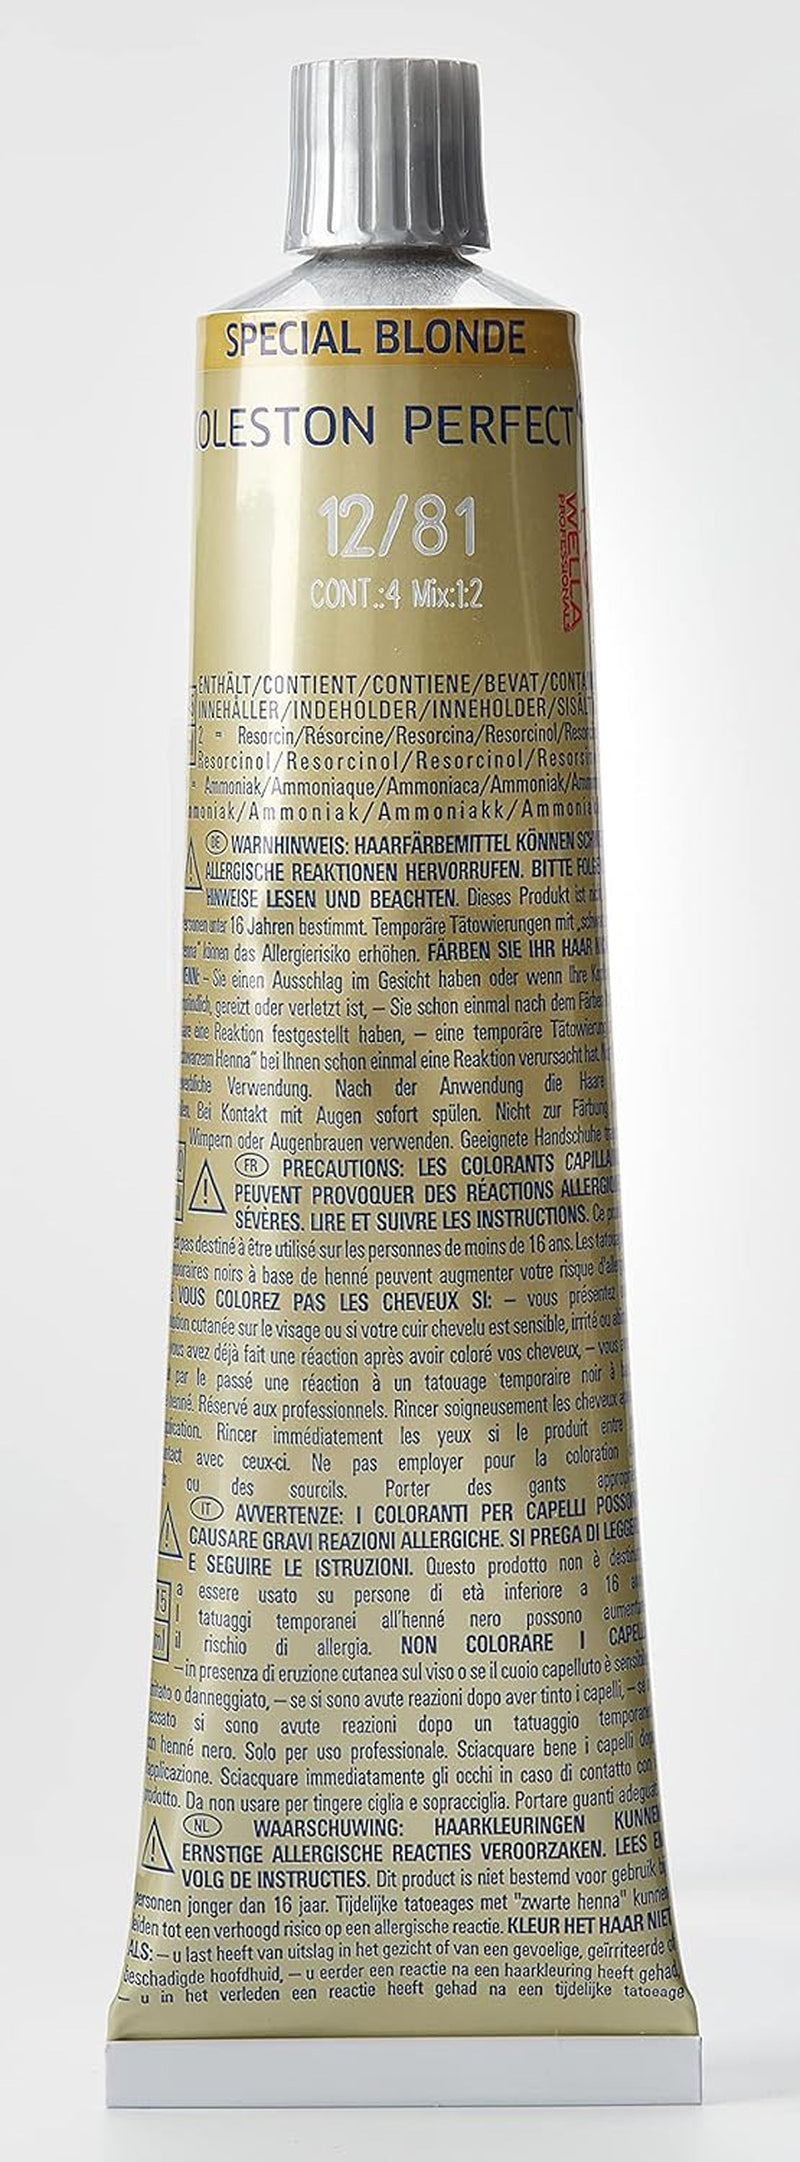 SPECIAL BLONDE
OLESTON PERFECT
12/81
CONT.:4 Mix:1:2
WELLA
PROFESSIONALS
ENTHÄLT/CONTIENT/CONTIENE/BEVAT/CONTA
INNEHÅLLER/INDEHOLDER/INNEHOLDER/SISÄLT
2 = Resorcin/Résorcine/Resorcina/Resorcinol/Resorc
Resorcinol/Resorcinol/Resorcinol/Resorsin
= Ammoniak/Ammoniaque/Ammoniaca/Ammoniak/Amm
moniak/Ammoniak/Ammoniakk/Ammonia
DE WARNHINWEIS: HAARFÄRBEMITTEL KÖNNEN
ALLERGISCHE REAKTIONEN HERVORRUFEN. BITTE
HINWEISE LESEN UND BEACHTEN. Dieses Produkt ist
unter 16 Jahren bestimmt. Temporäre Tätowierungen mit
können das Allergierisiko erhöhen. FÄRBEN SIE IHR HAAR
– Sie einen Ausschlag im Gesicht haben oder wenn Ihre
gereizt oder verletzt ist, – Sie schon einmal nach dem
eine Reaktion festgestellt haben, – eine temporäre
Henna“ bei Ihnen schon einmal eine Reaktion verursacht hat.
Verwendung. Nach der Anwendung die Haare
Bei Kontakt mit Augen sofort spülen. Nicht zur Färbung
Wimpern oder Augenbrauen verwenden. Geeignete Handschuhe
FR PRECAUTIONS: LES COLORANTS CAPILLA
PEUVENT PROVOQUER DES RÉACTIONS ALLERGI
SÉVÈRES. LIRE ET SUIVRE LES INSTRUCTIONS. Ce
pas destiné à être utilisé sur les personnes de moins de 16 ans. Les
noirs à base de henné peuvent augmenter votre risque
VOUS COLOREZ PAS LES CHEVEUX SI: – vous présentez
cutanée sur le visage ou si votre cuir chevelu est sensible, irrité ou
vous avez déjà fait une réaction après avoir coloré vos cheveux, – vous
par le passé une réaction à un tatouage temporaire noir à
henné. Réservé aux professionnels. Rincer soigneusement les cheveux
Rincer immédiatement les yeux si le produit entre
avec ceux-ci. Ne pas employer pour la coloration
ou des sourcils. Porter des gants
IT AVVERTENZE: I COLORANTI PER CAPELLI POSSON
CAUSARE GRAVI REAZIONI ALLERGICHE. SI PREGA DI LEGGE
E SEGUIRE LE ISTRUZIONI. Questo prodotto non è
a essere usato su persone di età inferiore a 16
I tatuaggi temporanei all'henné nero possono
il rischio di allergia. NON COLORARE I CAPEL
–in presenza di eruzione cutanea sul viso o se il cuoio capelluto è
o danneggiato, – se si sono avute reazioni dopo aver tinto i capelli,
si sono avute reazioni dopo un tatuaggio
henné nero. Solo per uso professionale. Sciacquare bene i capelli
Sciacquare immediatamente gli occhi in caso di contatto con
Da non usare per tingere ciglia e sopracciglia. Portare guanti
NL WAARSCHUWING: HAARKLEURINGEN KUNNEN
ERNSTIGE ALLERGISCHE REACTIES VEROORZAKEN. LEES EN
VOLG DE INSTRUCTIES. Dit product is niet bestemd voor gebruik
personen jonger dan 16 jaar. Tijdelijke tatoeages met "zwarte henna" kunnen
leiden tot een verhoogd risico op een allergische reactie. KLEUR HET HAAR NIET
ALS: – u last heeft van uitslag in het gezicht of van een gevoelige, geïrriteerde of
beschadigde hoofdhuid, – u eerder een reactie na een haarkleuring heeft gehad,
– u in het verleden een reactie heeft gehad na een tijdelijke tatoeage